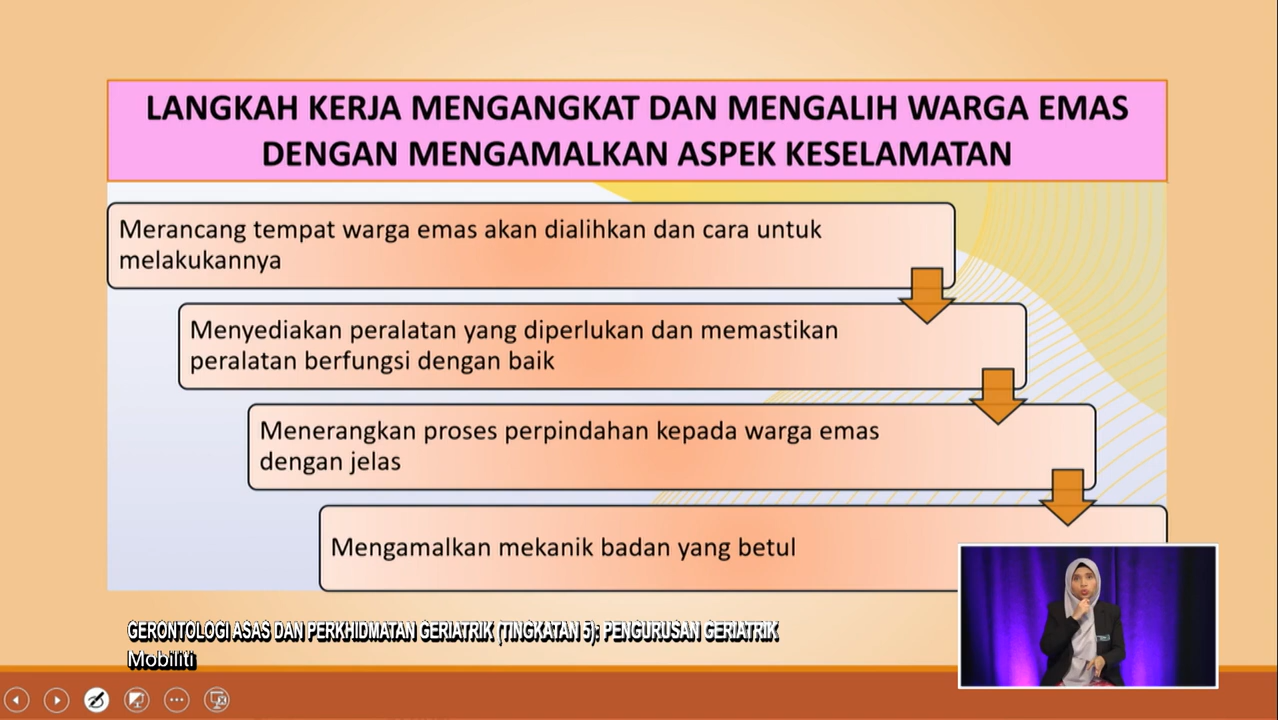 LANGKAH KERJA MENGANGKAT DAN MENGALIH WARGA EMAS
DENGAN MENGAMALKAN ASPEK KESELAMATAN
Merancang tempat warga emas akan dialihkan dan cara untuk
melakukannya
Menyediakan peralatan yang diperlukan dan memastikan
peralatan berfungsi dengan baik
Menerangkan proses perpindahan kepada warga emas
dengan jelas
Mengamalkan mekanik badan yang betul
GERONTOLOGI ASAS DAN PERKHIDMATAN GERIATRIK (TINGKATAN 5): PENGURUSAN GERIATRIK
Mobiliti